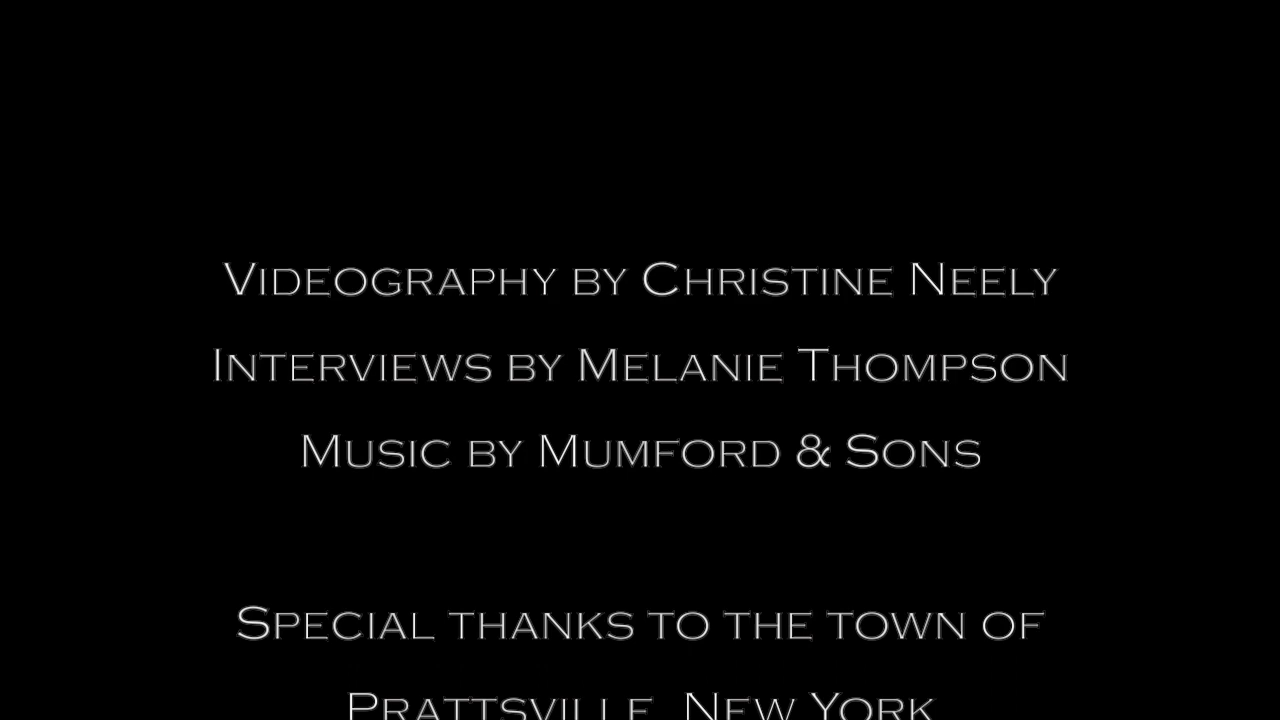 Videography by Christine Neely
Interviews by Melanie Thompson
Music by Mumford & Sons
Special thanks to the town of
Prattsville, New York